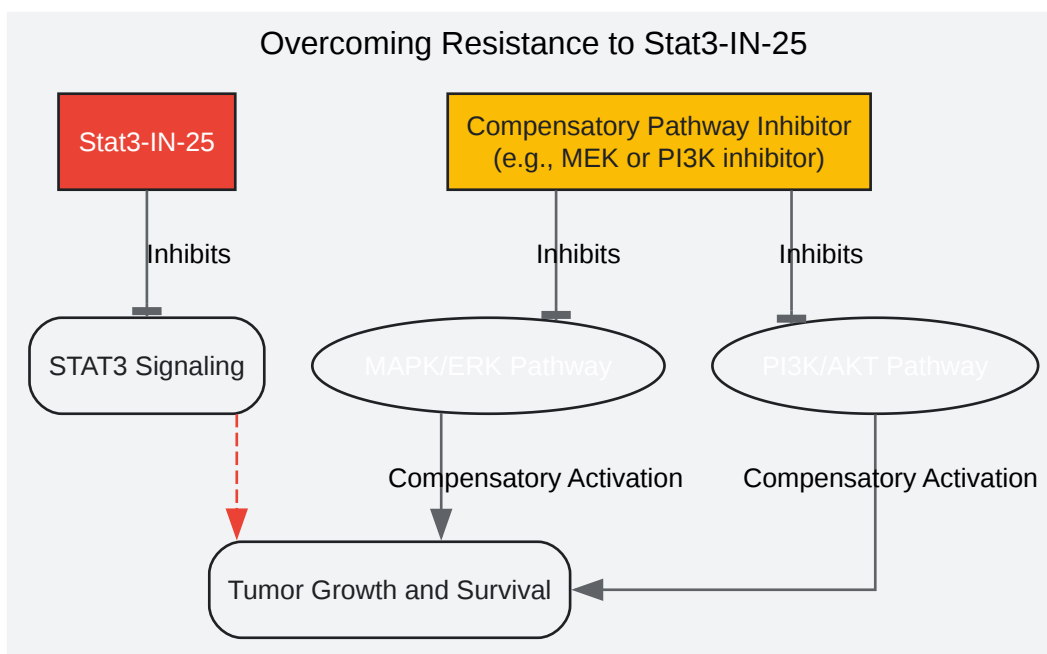 Overcoming Resistance to Stat3-IN-25
Stat3-IN-25
Compensatory Pathway Inhibitor
(e.g., MEK or PI3K inhibitor)
Inhibits
Inhibits
Inhibits
STAT3 Signaling
MAPK/ERK Pathway
PI3K/AKT Pathway
Compensatory Activation
Compensatory Activation
Tumor Growth and Survival